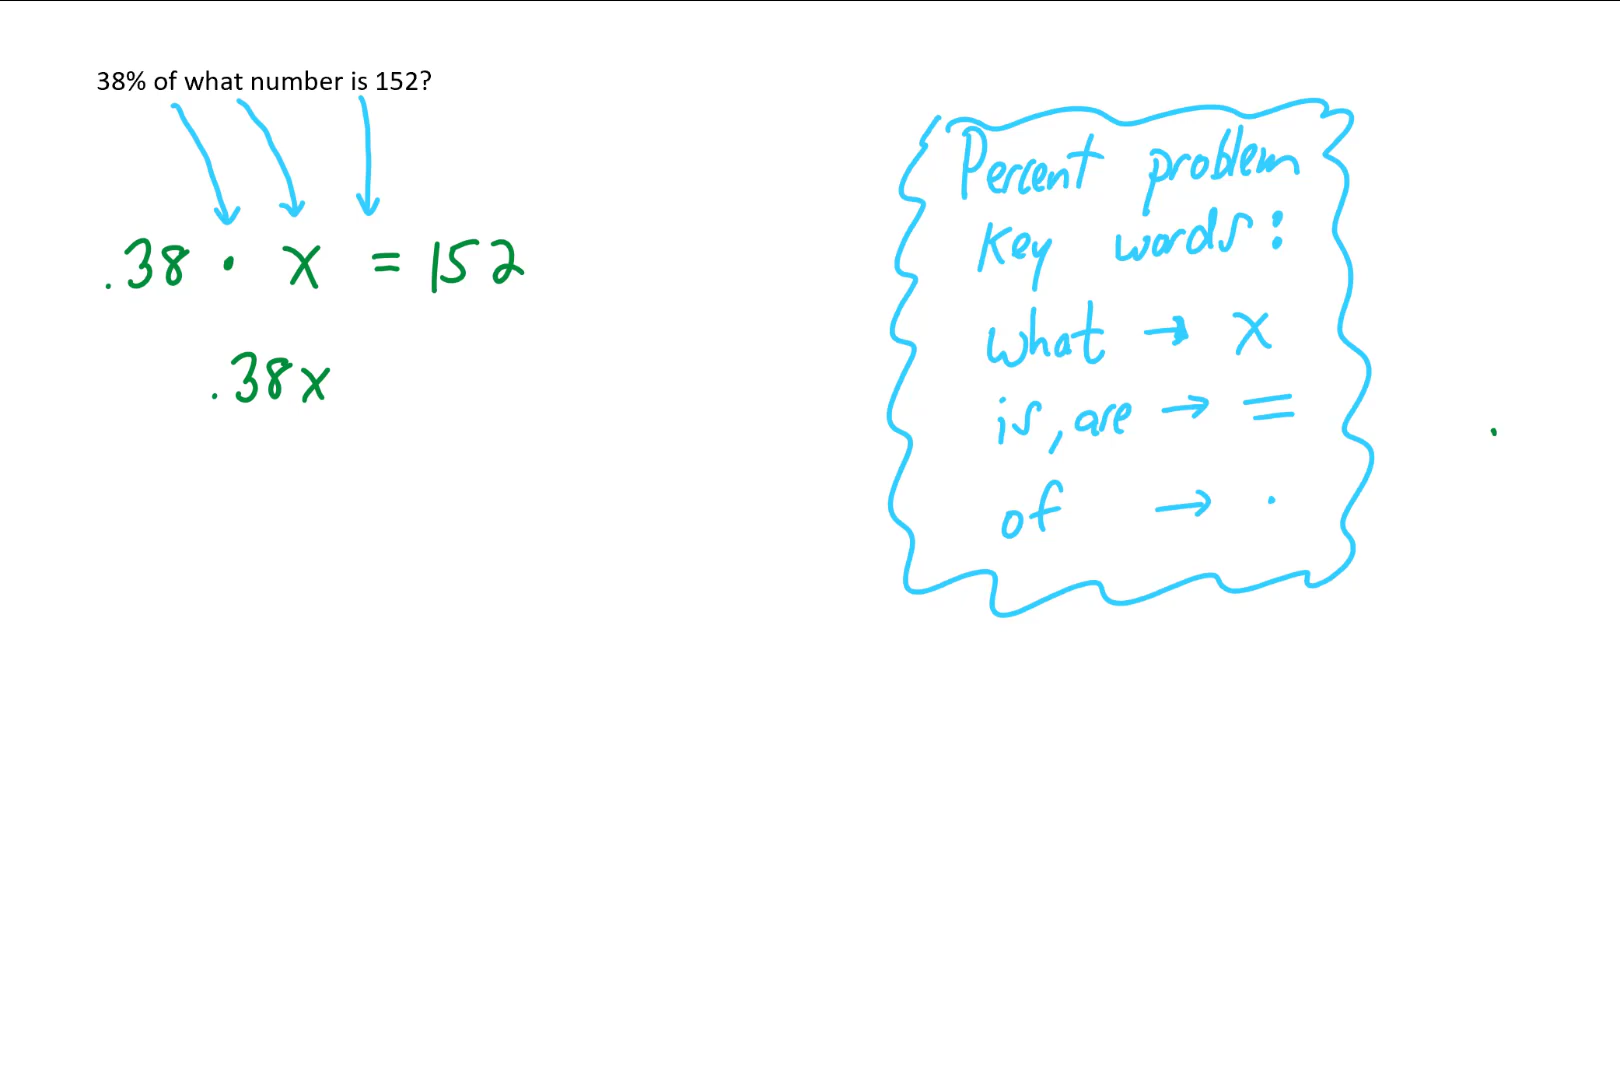 38% of what number is 152?
.38 · x = 152
.38x
Percent problem
Key words:
what → x
is, are → =
of → ·